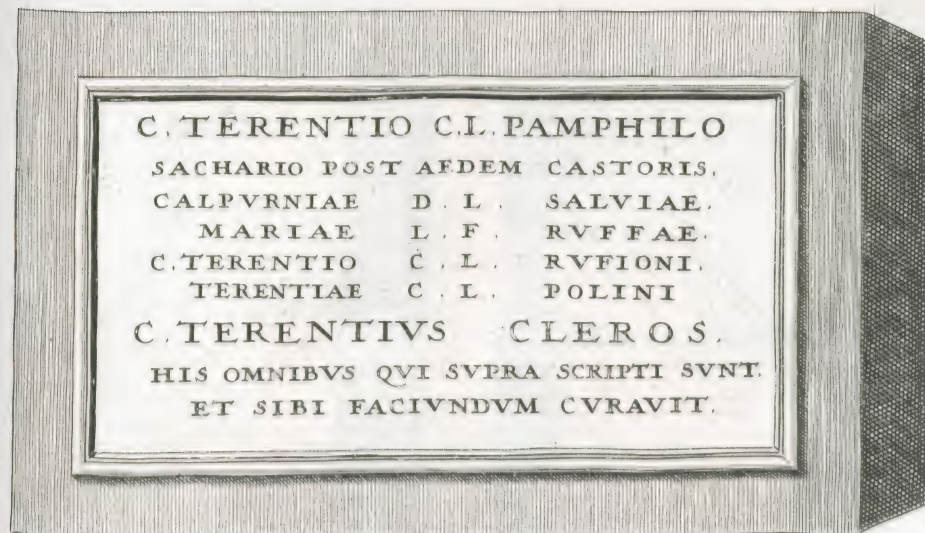 C. TERENTIO C.L. PAMPHILO
SACHARIO POST AEDEM CASTORIS.
CALPVRNIAE D. L. SALVIAE.
MARIAE L. F. RVFFAE.
C. TERENTIO C. L. RVFIONI.
TERENTIAE C. L. POLINI
C. TERENTIVS CLEROS.
HIS OMNIBVS QVI SVPRA SCRIPTI SVNT.
ET SIBI FACIVNDVM CVRAVIT.